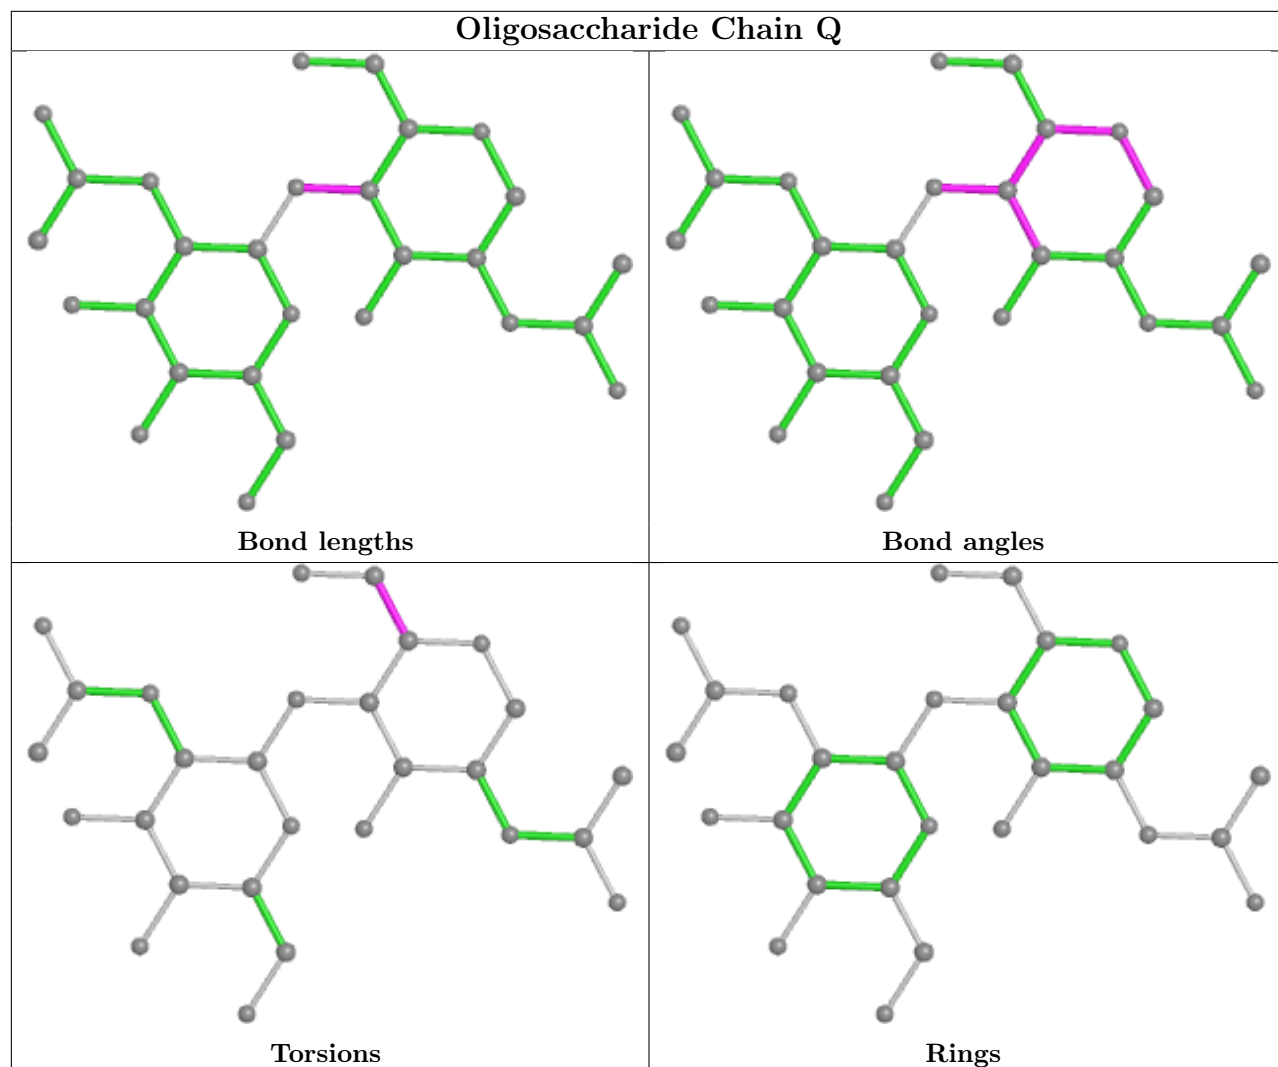 Oligosaccharide Chain Q
Bond lengths
Bond angles
Torsions
Rings